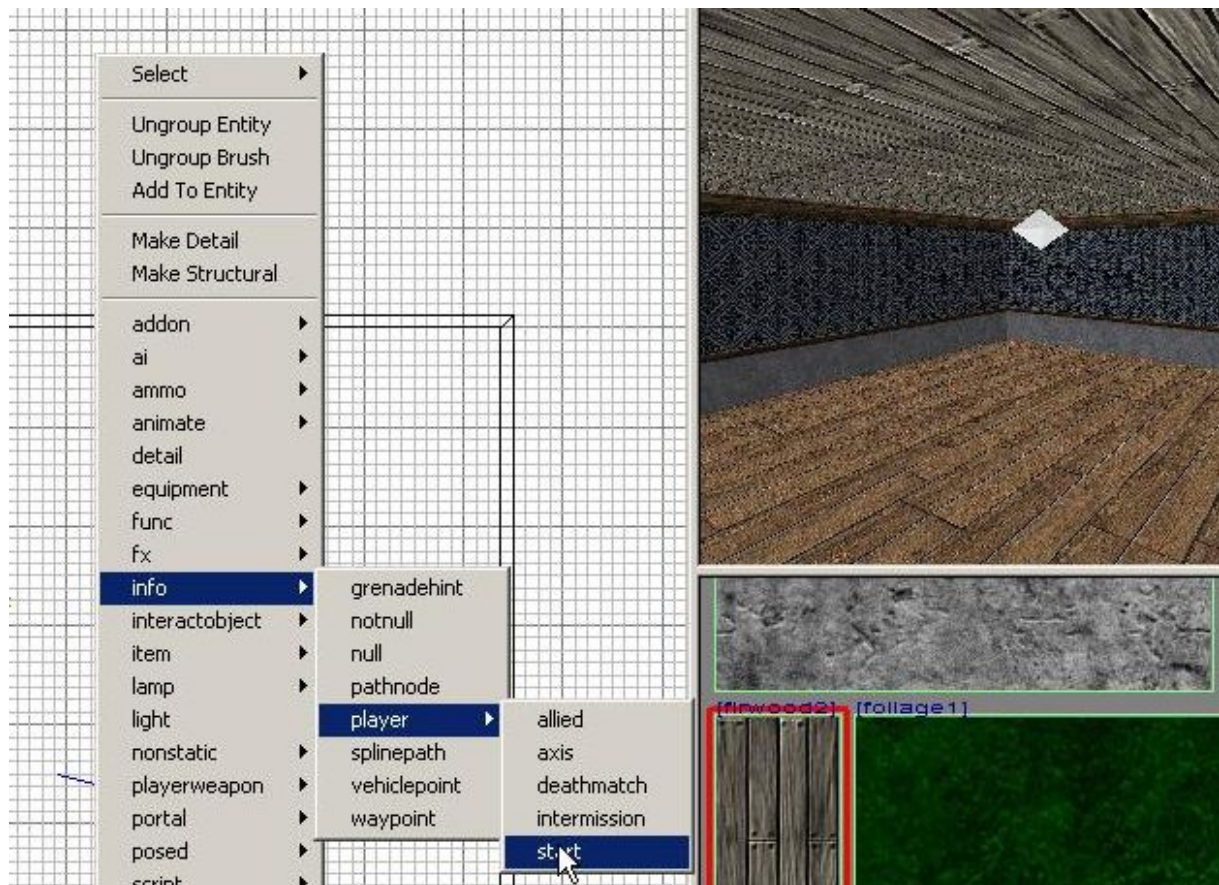 Select
Ungroup Entity
Ungroup Brush
Add To Entity
Make Detail
Make Structural
addon
ai
ammo
animate
detail
equipment
func
fx
info
interactobject
item
lamp
light
nonstatic
playerweapon
portal
posed
script
grenadehint
notnull
null
pathnode
player
splinepath
vehiclepoint
waypoint
allied
axis
deathmatch
intermission
start
[firwood2] [foliage1]